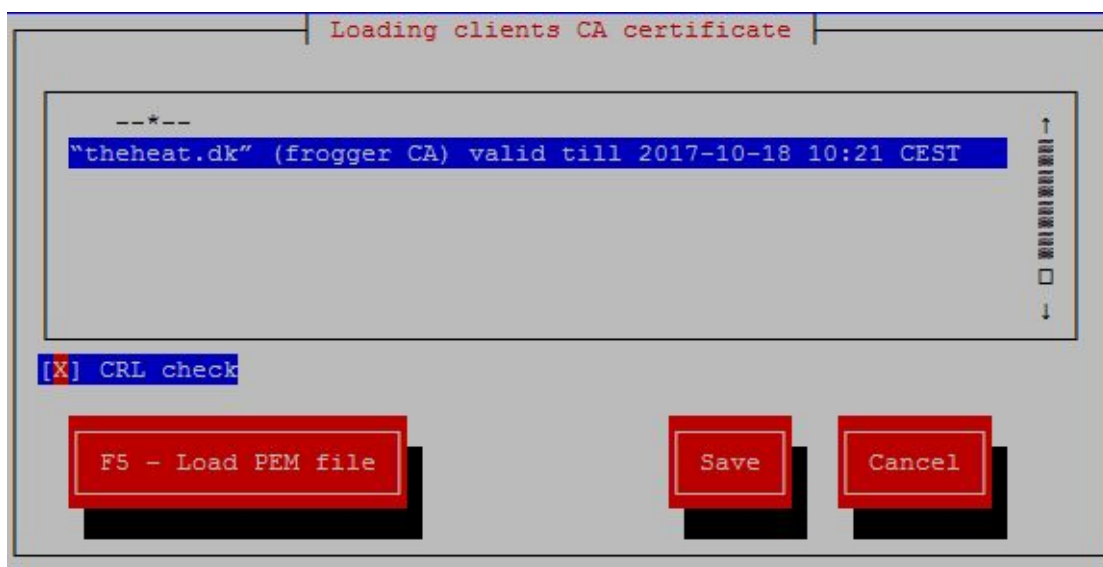 Loading clients CA certificate
--*--
“theheat.dk” (frogger CA) valid till 2017-10-18 10:21 CEST
[X] CRL check
F5 - Load PEM file
Save
Cancel